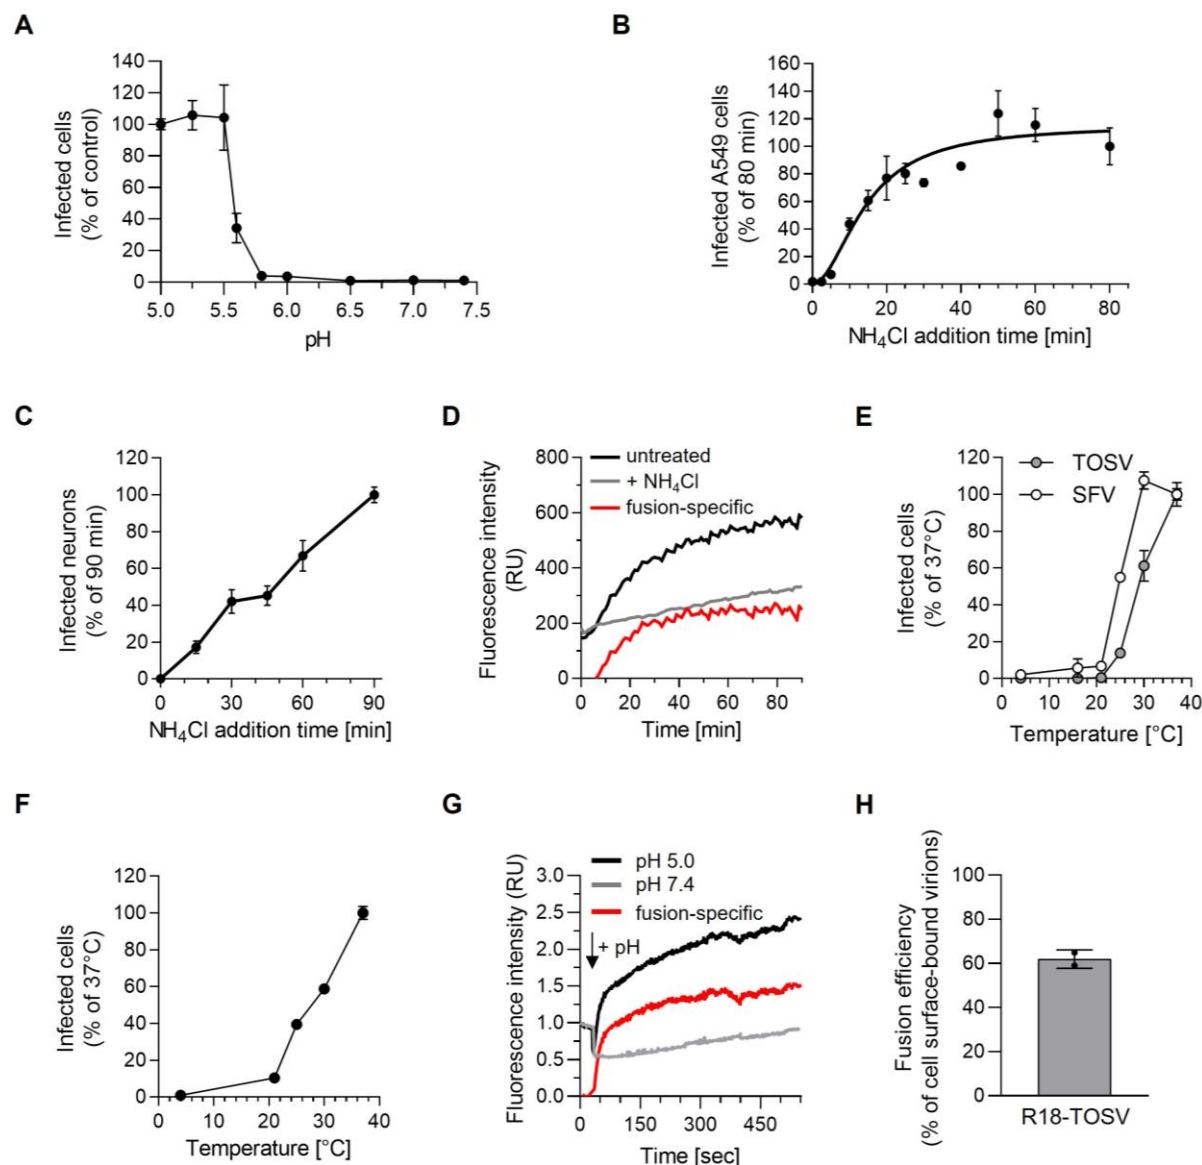 A
Infected cells
(% of control)
140
120
100
80
60
40
20
0
5.0 5.5 6.0 6.5 7.0 7.5
pH
B
Infected A549 cells
(% of 80 min)
160
140
120
100
80
60
40
20
0
0 20 40 60 80
NH₄Cl addition time [min]
C
Infected neurons
(% of 90 min)
120
100
80
60
40
20
0
0 30 60 90
NH₄Cl addition time [min]
D
Fluorescence intensity
(RU)
800
600
400
200
0
untreated
+ NH₄Cl
fusion-specific
0 20 40 60 80
Time [min]
E
Infected cells
(% of 37°C)
120
100
80
60
40
20
0
TOSV
SFV
0 10 20 30 40
Temperature [°C]
F
Infected cells
(% of 37°C)
120
100
80
60
40
20
0
0 10 20 30 40
Temperature [°C]
G
Fluorescence intensity (RU)
pH 5.0
pH 7.4
fusion-specific
3.0
2.5
2.0
1.5
1.0
0.5
0.0
+ pH
0 150 300 450
Time [sec]
H
Fusion efficiency
(% of cell surface-bound virions)
100
80
60
40
20
0
R18-TOSV